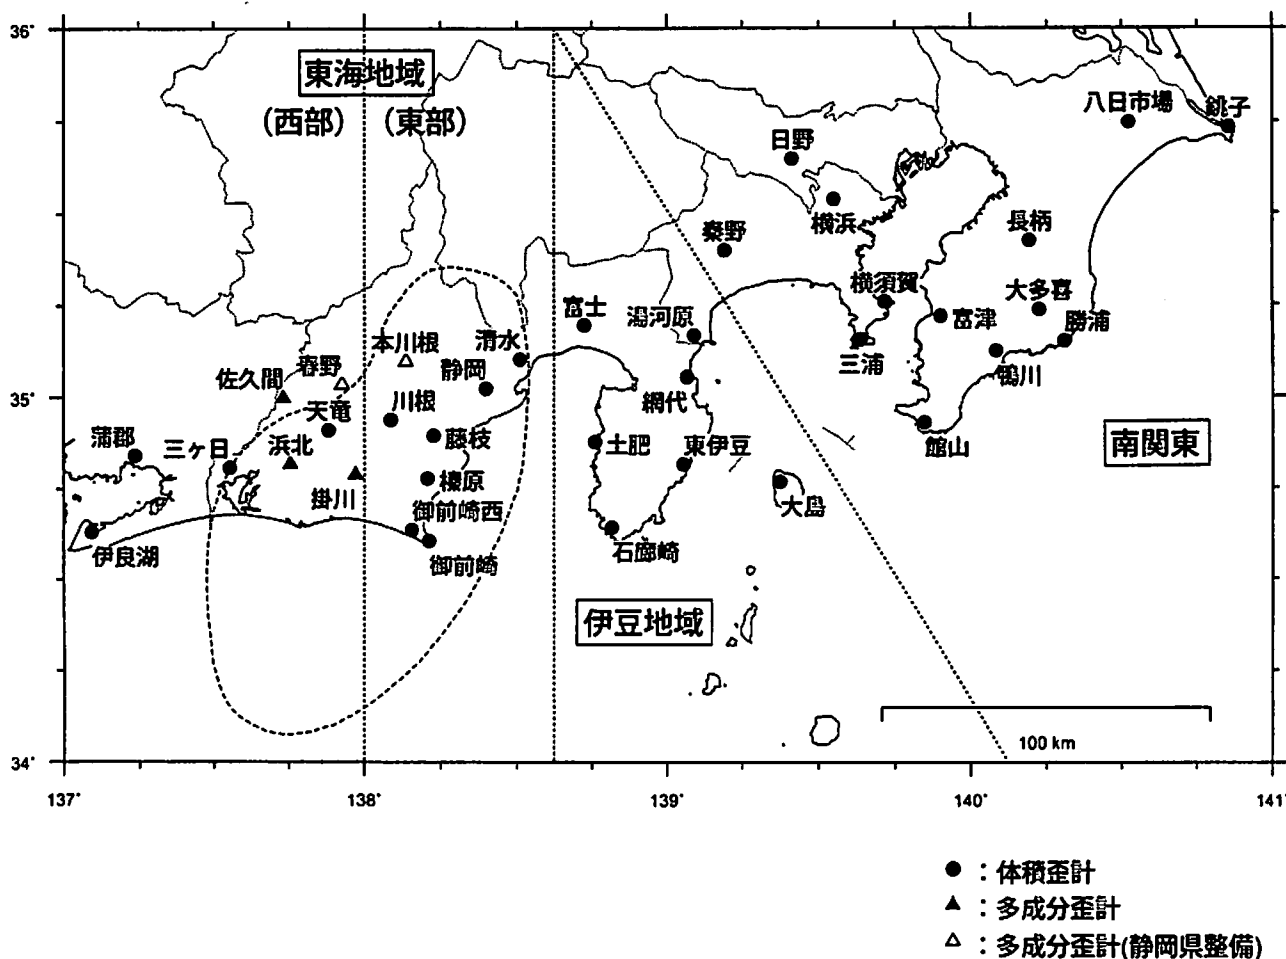 36°
東海地域
(西部)
(東部)
八日市場
銚子
日野
横浜
秦野
長柄
横須賀
大多喜
富士
湯河原
富津
勝浦
清水
本川根
春野
三浦
静岡
佐久間
鴨川
35°
川根
網代
天竜
蒲郡
三ヶ日
浜北
藤枝
土肥
東伊豆
館山
南関東
榛原
掛川
御前崎西
大島
伊良湖
御前崎
石廊崎
伊豆地域
100 km
34°
137°
138°
139°
140°
141°
● : 体積歪計
▲ : 多成分歪計
△ : 多成分歪計(静岡県整備)